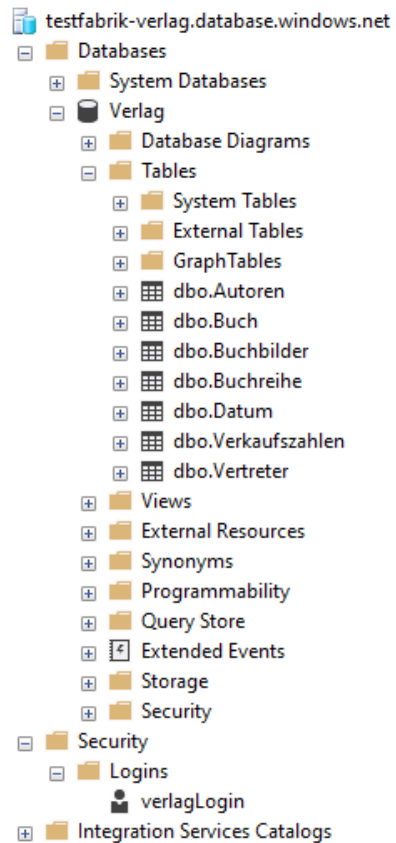 testfabrik-verlag.database.windows.net
Databases
System Databases
Verlag
Database Diagrams
Tables
System Tables
External Tables
GraphTables
dbo.Autoren
dbo.Buch
dbo.Buchbilder
dbo.Buchreihe
dbo.Datum
dbo.Verkaufszahlen
dbo.Vertreter
Views
External Resources
Synonyms
Programmability
Query Store
Extended Events
Storage
Security
Security
Logins
verlagLogin
Integration Services Catalogs